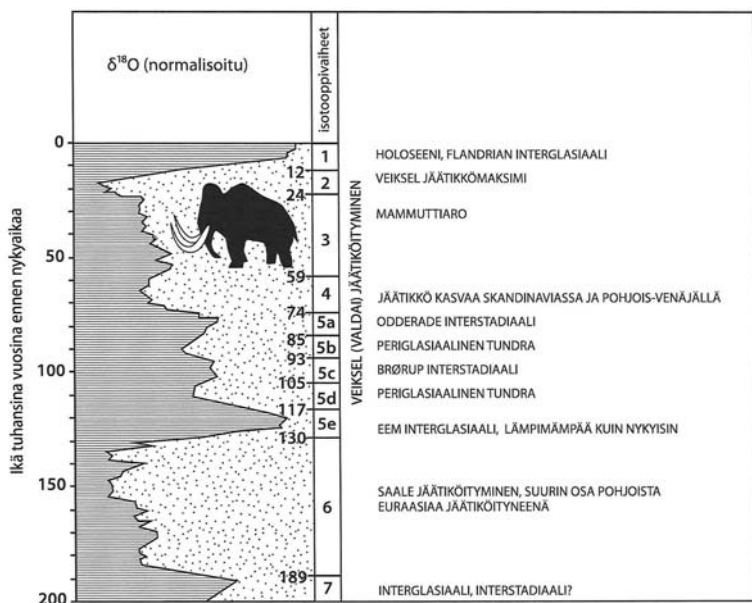 δ¹⁸O (normalisoitu)
isotooppivaiheet
Ikä tuhansina vuosina ennen nykyaikaa
0
50
100
150
200
12
24
59
74
85
93
105
117
130
189
1
2
3
4
5a
5b
5c
5d
5e
6
7
VEIKSEL (VALDAI) JÄÄTIKÖITYMINEN
HOLOSEENI, FLANDRIAN INTERGLASIAALI
VEIKSEL JÄÄTIKKÖMAKSIMI
MAMMUTTIARO
JÄÄTIKKÖ KASVAA SKANDINAVIASSA JA POHJOIS-VENÄJÄLLÄ
ODDERADE INTERSTADIAALI
PERIGLASIAALINEN TUNDRA
BRØRUP INTERSTADIAALI
PERIGLASIAALINEN TUNDRA
EEM INTERGLASIAALI, LÄMPIMÄMPÄÄ KUIN NYKYISIN
SAALE JÄÄTIKÖITYMINEN, SUURIN OSA POHJOISTA
EURAASIAA JÄÄTIKÖITYNEENÄ
INTERGLASIAALI, INTERSTADIAALI?